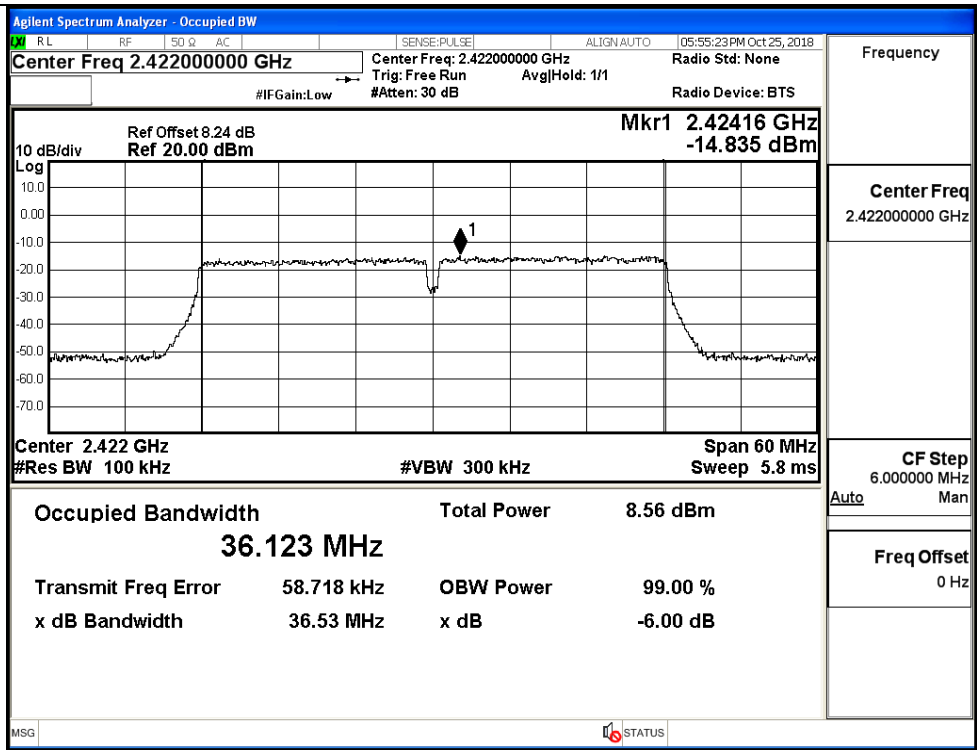 Agilent Spectrum Analyzer - Occupied BW
LXI RL RF 50 Ω AC SENSE:PULSE ALIGN AUTO 05:55:23 PM Oct 25, 2018
Center Freq 2.422000000 GHz
Center Freq: 2.422000000 GHz
Radio Std: None
Trig: Free Run Avg|Hold: 1/1
#IFGain:Low
#Atten: 30 dB
Radio Device: BTS
Frequency
Mkr1 2.42416 GHz
-14.835 dBm
Ref Offset 8.24 dB
10 dB/div Ref 20.00 dBm
Log
10.0
0.00
-10.0
-20.0
-30.0
-40.0
-50.0
-60.0
-70.0
1
Center 2.422 GHz Span 60 MHz
#Res BW 100 kHz #VBW 300 kHz Sweep 5.8 ms
Occupied Bandwidth
36.123 MHz
Total Power 8.56 dBm
Transmit Freq Error 58.718 kHz OBW Power 99.00 %
x dB Bandwidth 36.53 MHz x dB -6.00 dB
Center Freq
2.422000000 GHz
CF Step
6.000000 MHz
Auto Man
Freq Offset
0 Hz
MSG STATUS